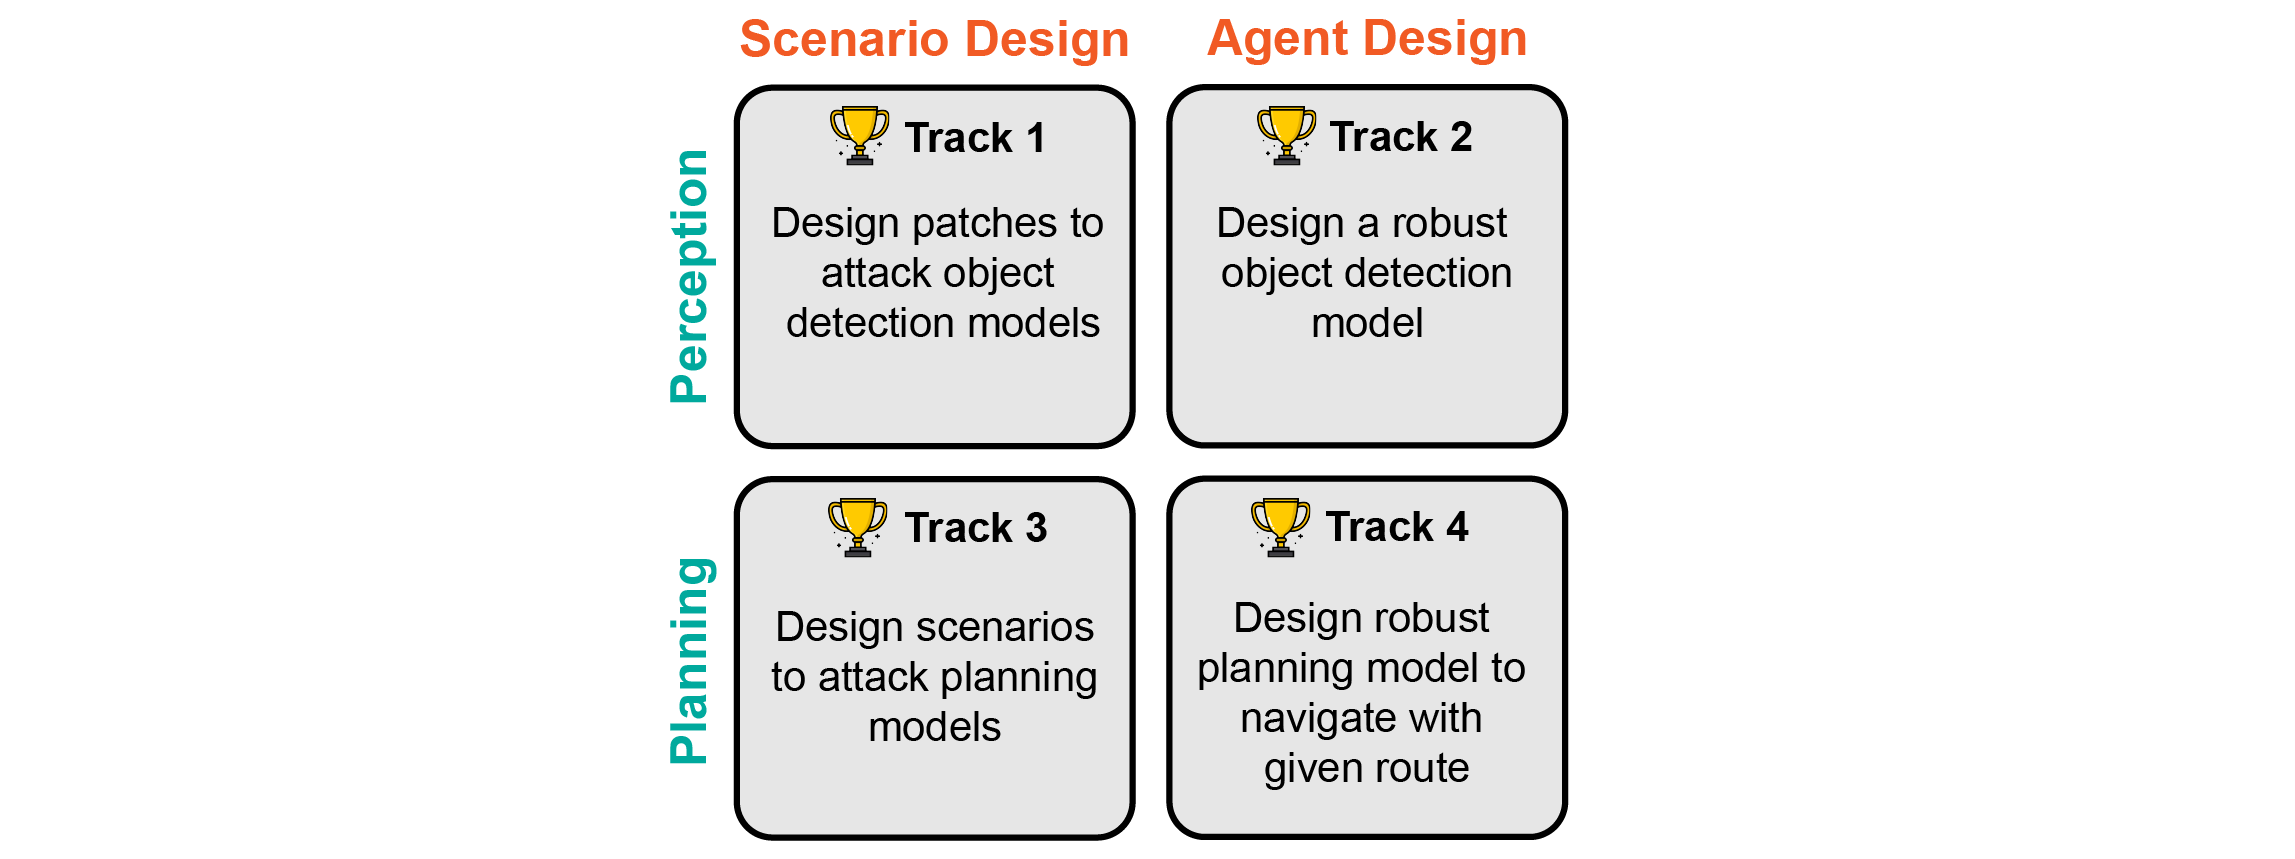 Scenario Design
Agent Design
Perception
Track 1
Design patches to
attack object
detection models
Track 2
Design a robust
object detection
model
Planning
Track 3
Design scenarios
to attack planning
models
Track 4
Design robust
planning model to
navigate with
given route